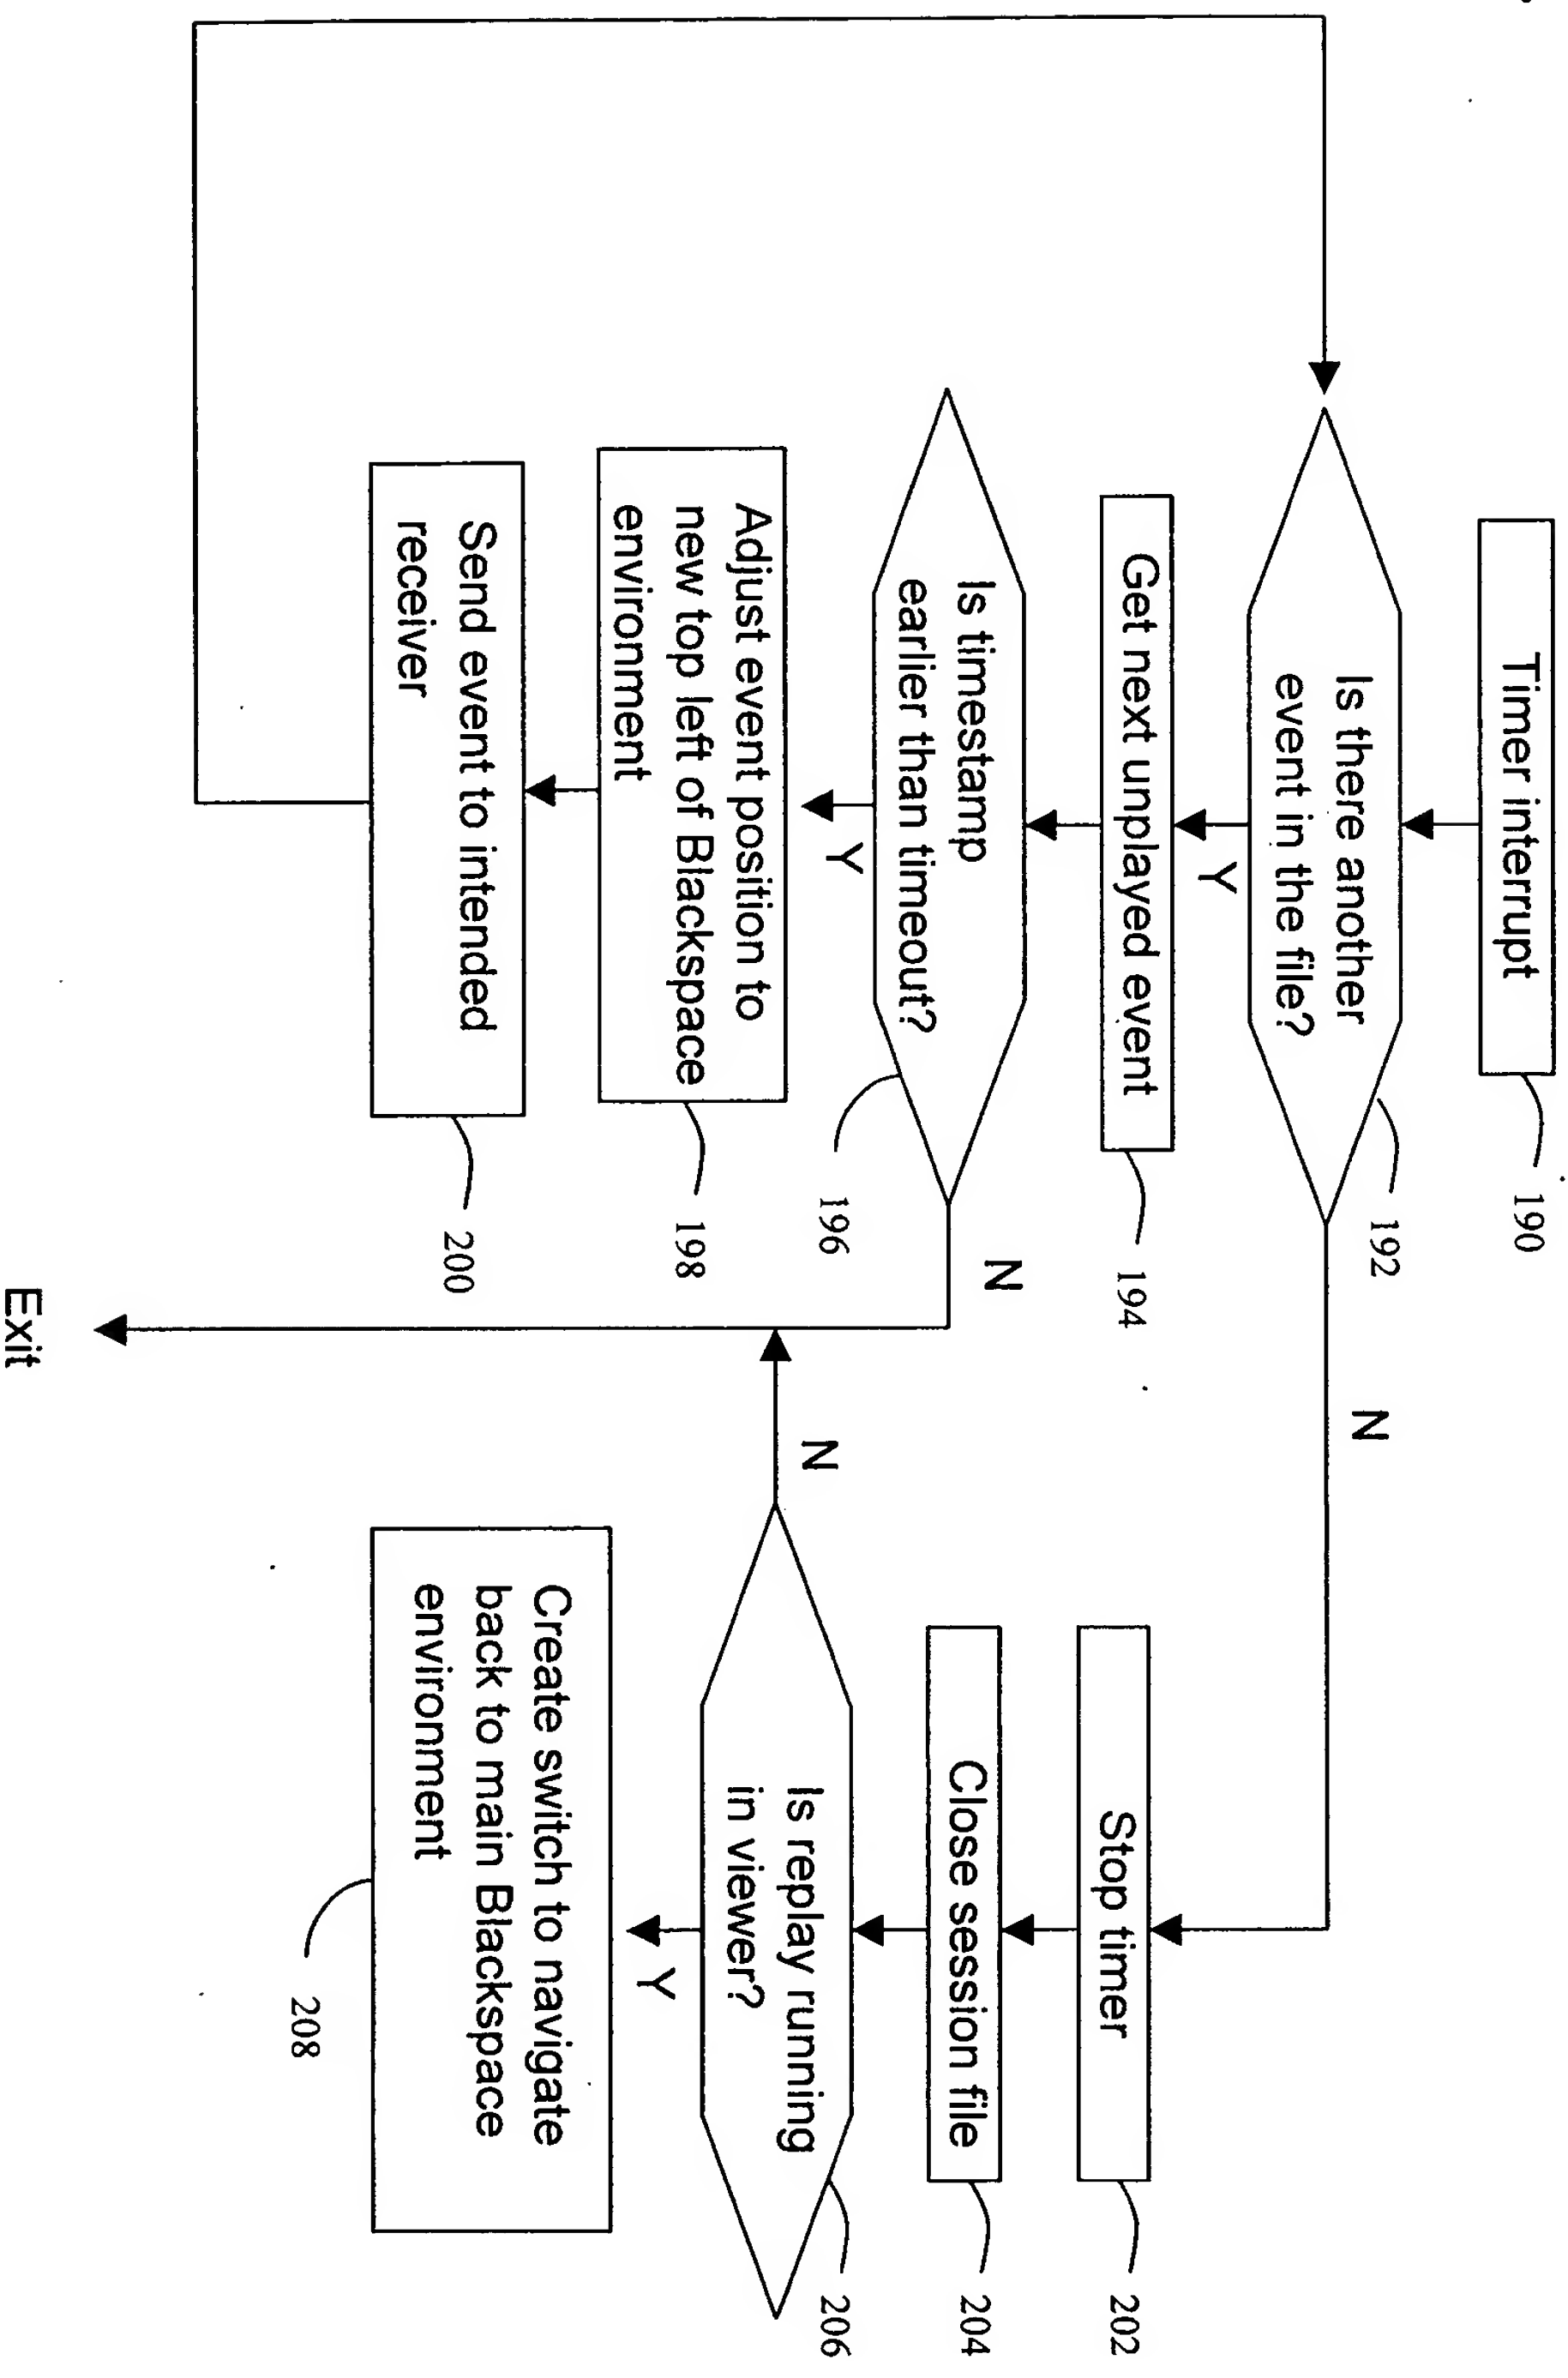 Timer interrupt
190
Is there another
event in the file?
192
N
Y
Get next unplayed event
194
Is timestamp
earlier than timeout?
196
N
Y
Adjust event position to
new top left of Blackspace
environment
198
Send event to intended
receiver
200
Stop timer
202
Close session file
204
Is replay running
in viewer?
206
N
Y
Create switch to navigate
back to main Blackspace
environment
208
Exit